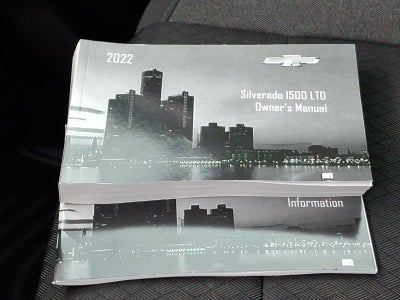 2022
Silverado 1500 LTD
Owner's Manual
Information